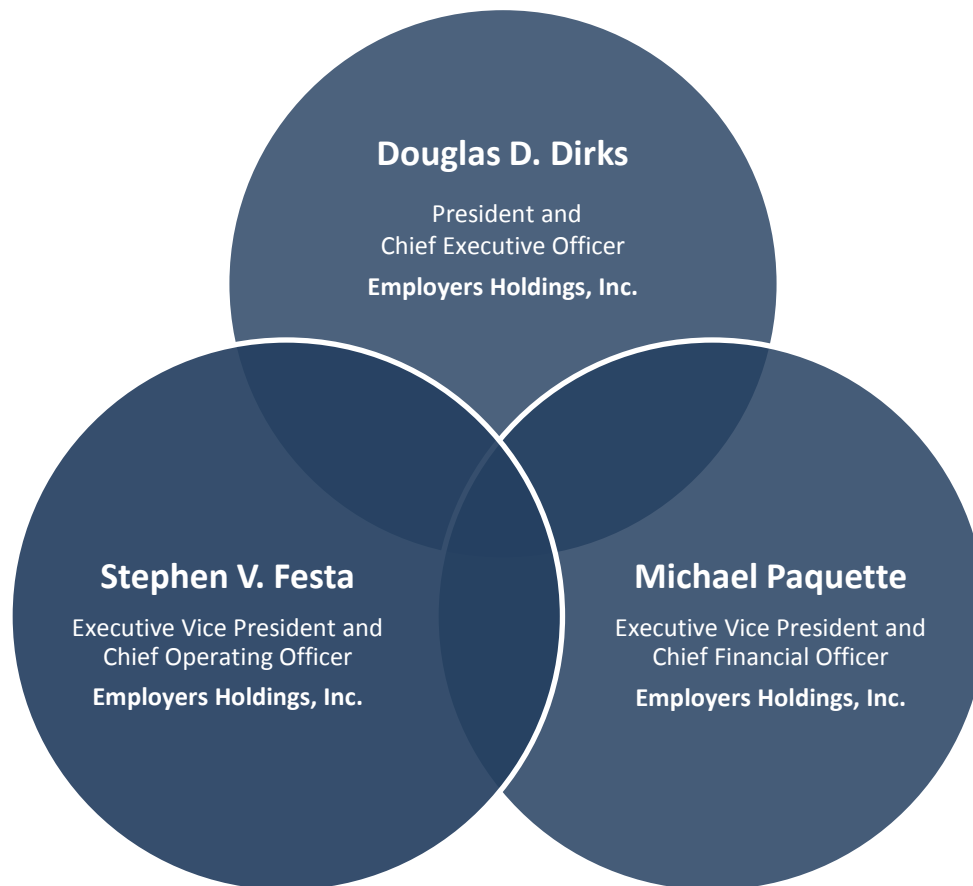 Douglas D. Dirks
President and
Chief Executive Officer
Employers Holdings, Inc.
Stephen V. Festa
Executive Vice President and
Chief Operating Officer
Employers Holdings, Inc.
Michael Paquette
Executive Vice President and
Chief Financial Officer
Employers Holdings, Inc.